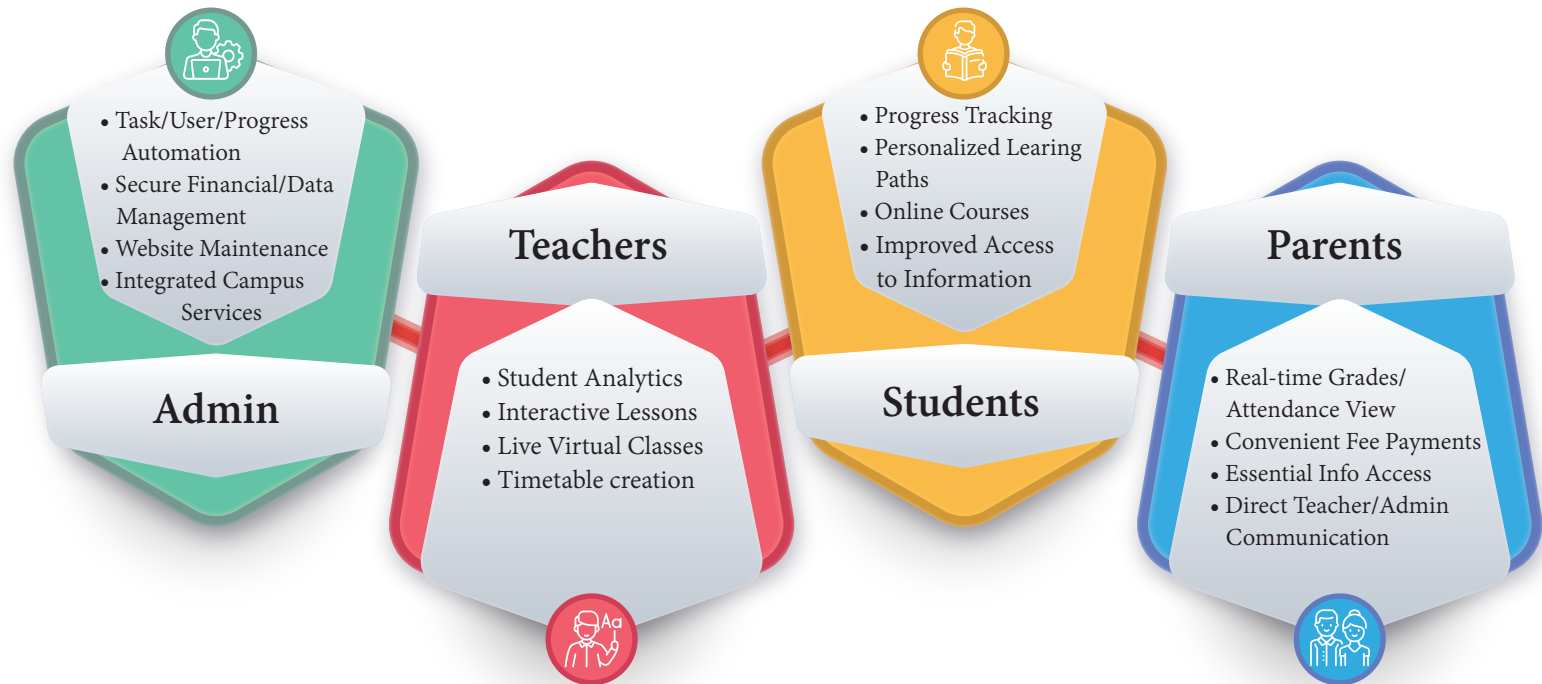 • Task/User/Progress
Automation
• Secure Financial/Data
Management
• Website Maintenance
• Integrated Campus
Services
Admin
Teachers
• Student Analytics
• Interactive Lessons
• Live Virtual Classes
• Timetable creation
Aa
• Progress Tracking
• Personalized Learing
Paths
• Online Courses
• Improved Access
to Information
Students
Parents
• Real-time Grades/
Attendance View
• Convenient Fee Payments
• Essential Info Access
• Direct Teacher/Admin
Communication